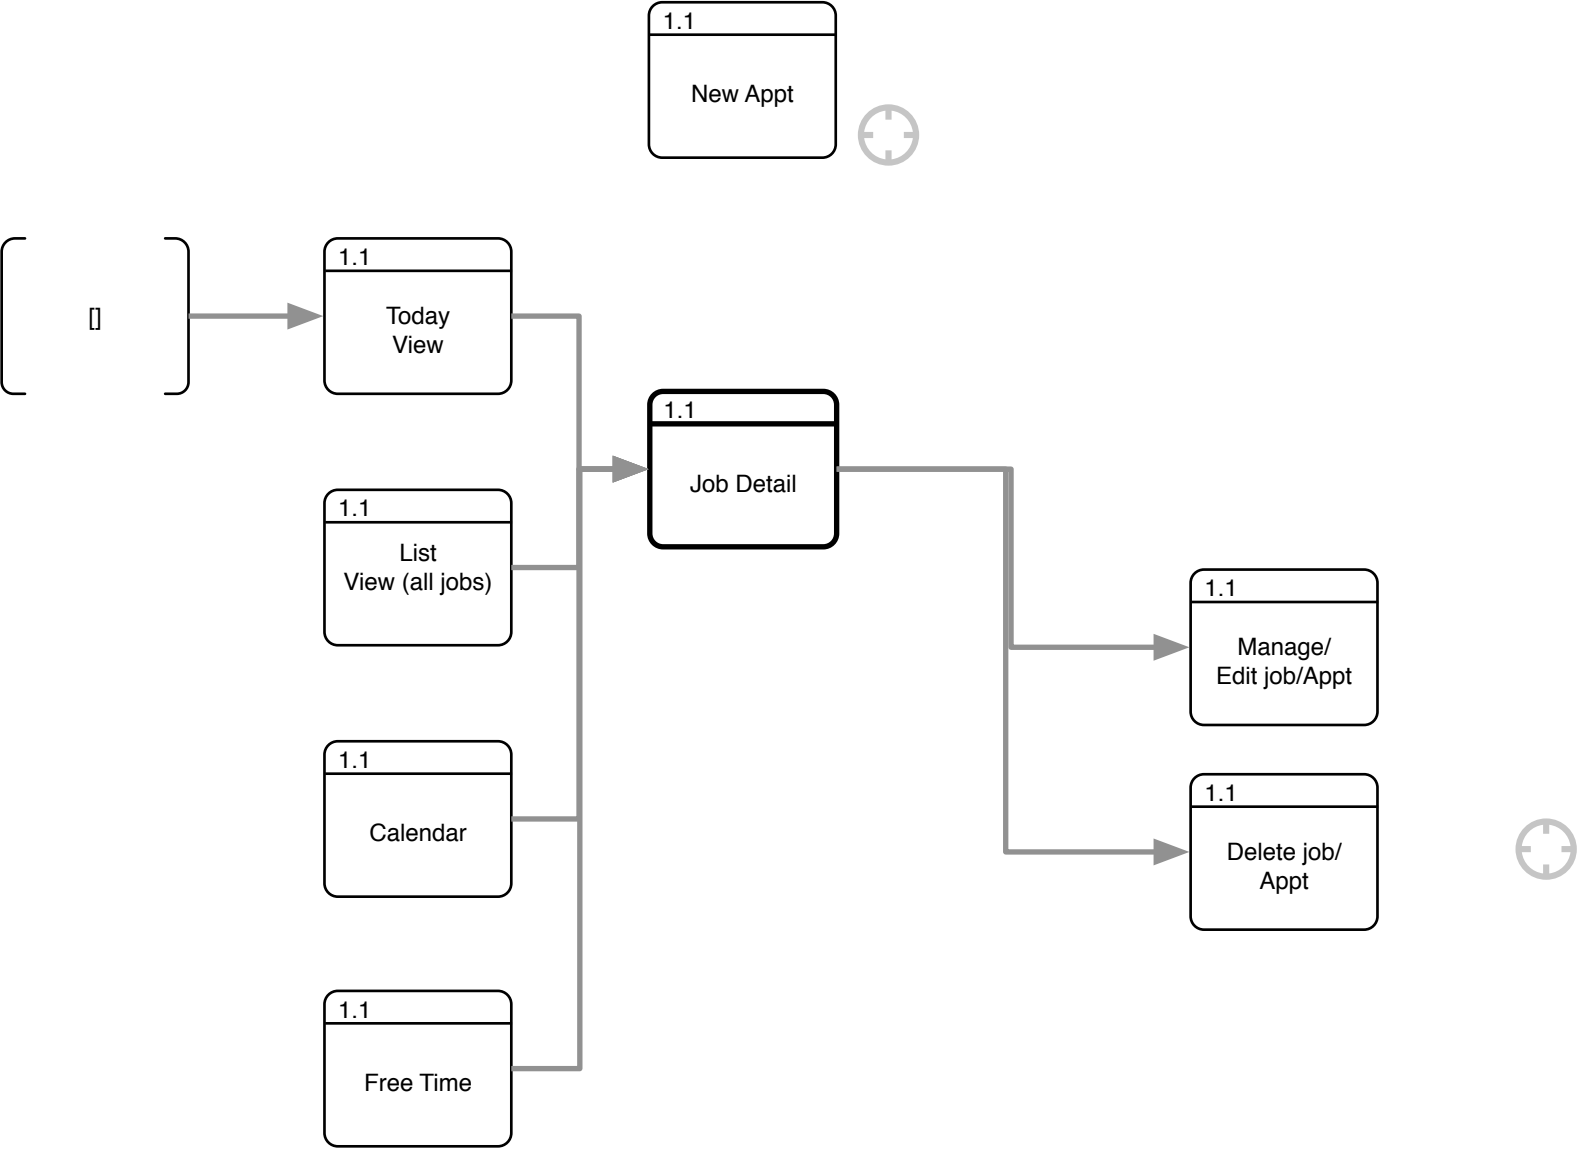 1.1
New Appt
[]
1.1
Today
View
1.1
List
View (all jobs)
1.1
Calendar
1.1
Free Time
1.1
Job Detail
1.1
Manage/
Edit job/Appt
1.1
Delete job/
Appt